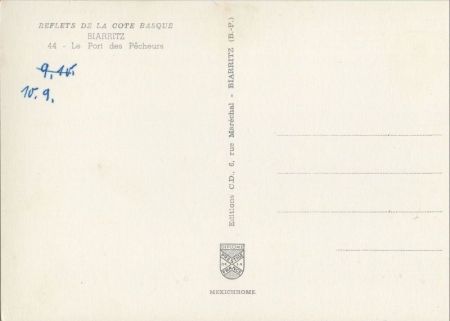 REFLETS DE LA COTE BASQUE
BIARRITZ
44 - Le Port des Pêcheurs
9.10.
10.9.
Editions C.D., 6, rue Maréchal - BIARRITZ (B.-P.)
MEXICHROME